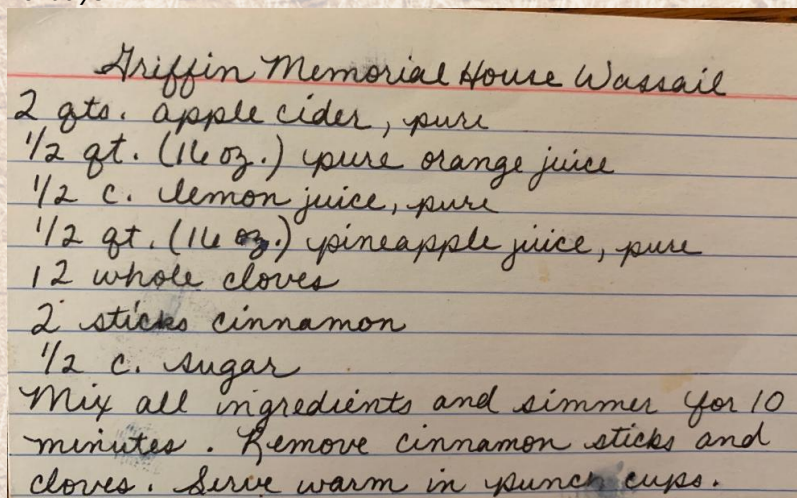 Griffin Memorial House Wassail
2 qts. apple cider, pure
1/2 qt. (16 oz.) pure orange juice
1/2 c. lemon juice, pure
1/2 qt. (16 oz.) pineapple juice, pure
12 whole cloves
2 sticks cinnamon
1/2 c. sugar
Mix all ingredients and simmer for 10
minutes. Remove cinnamon sticks and
cloves. Serve warm in punch cups.